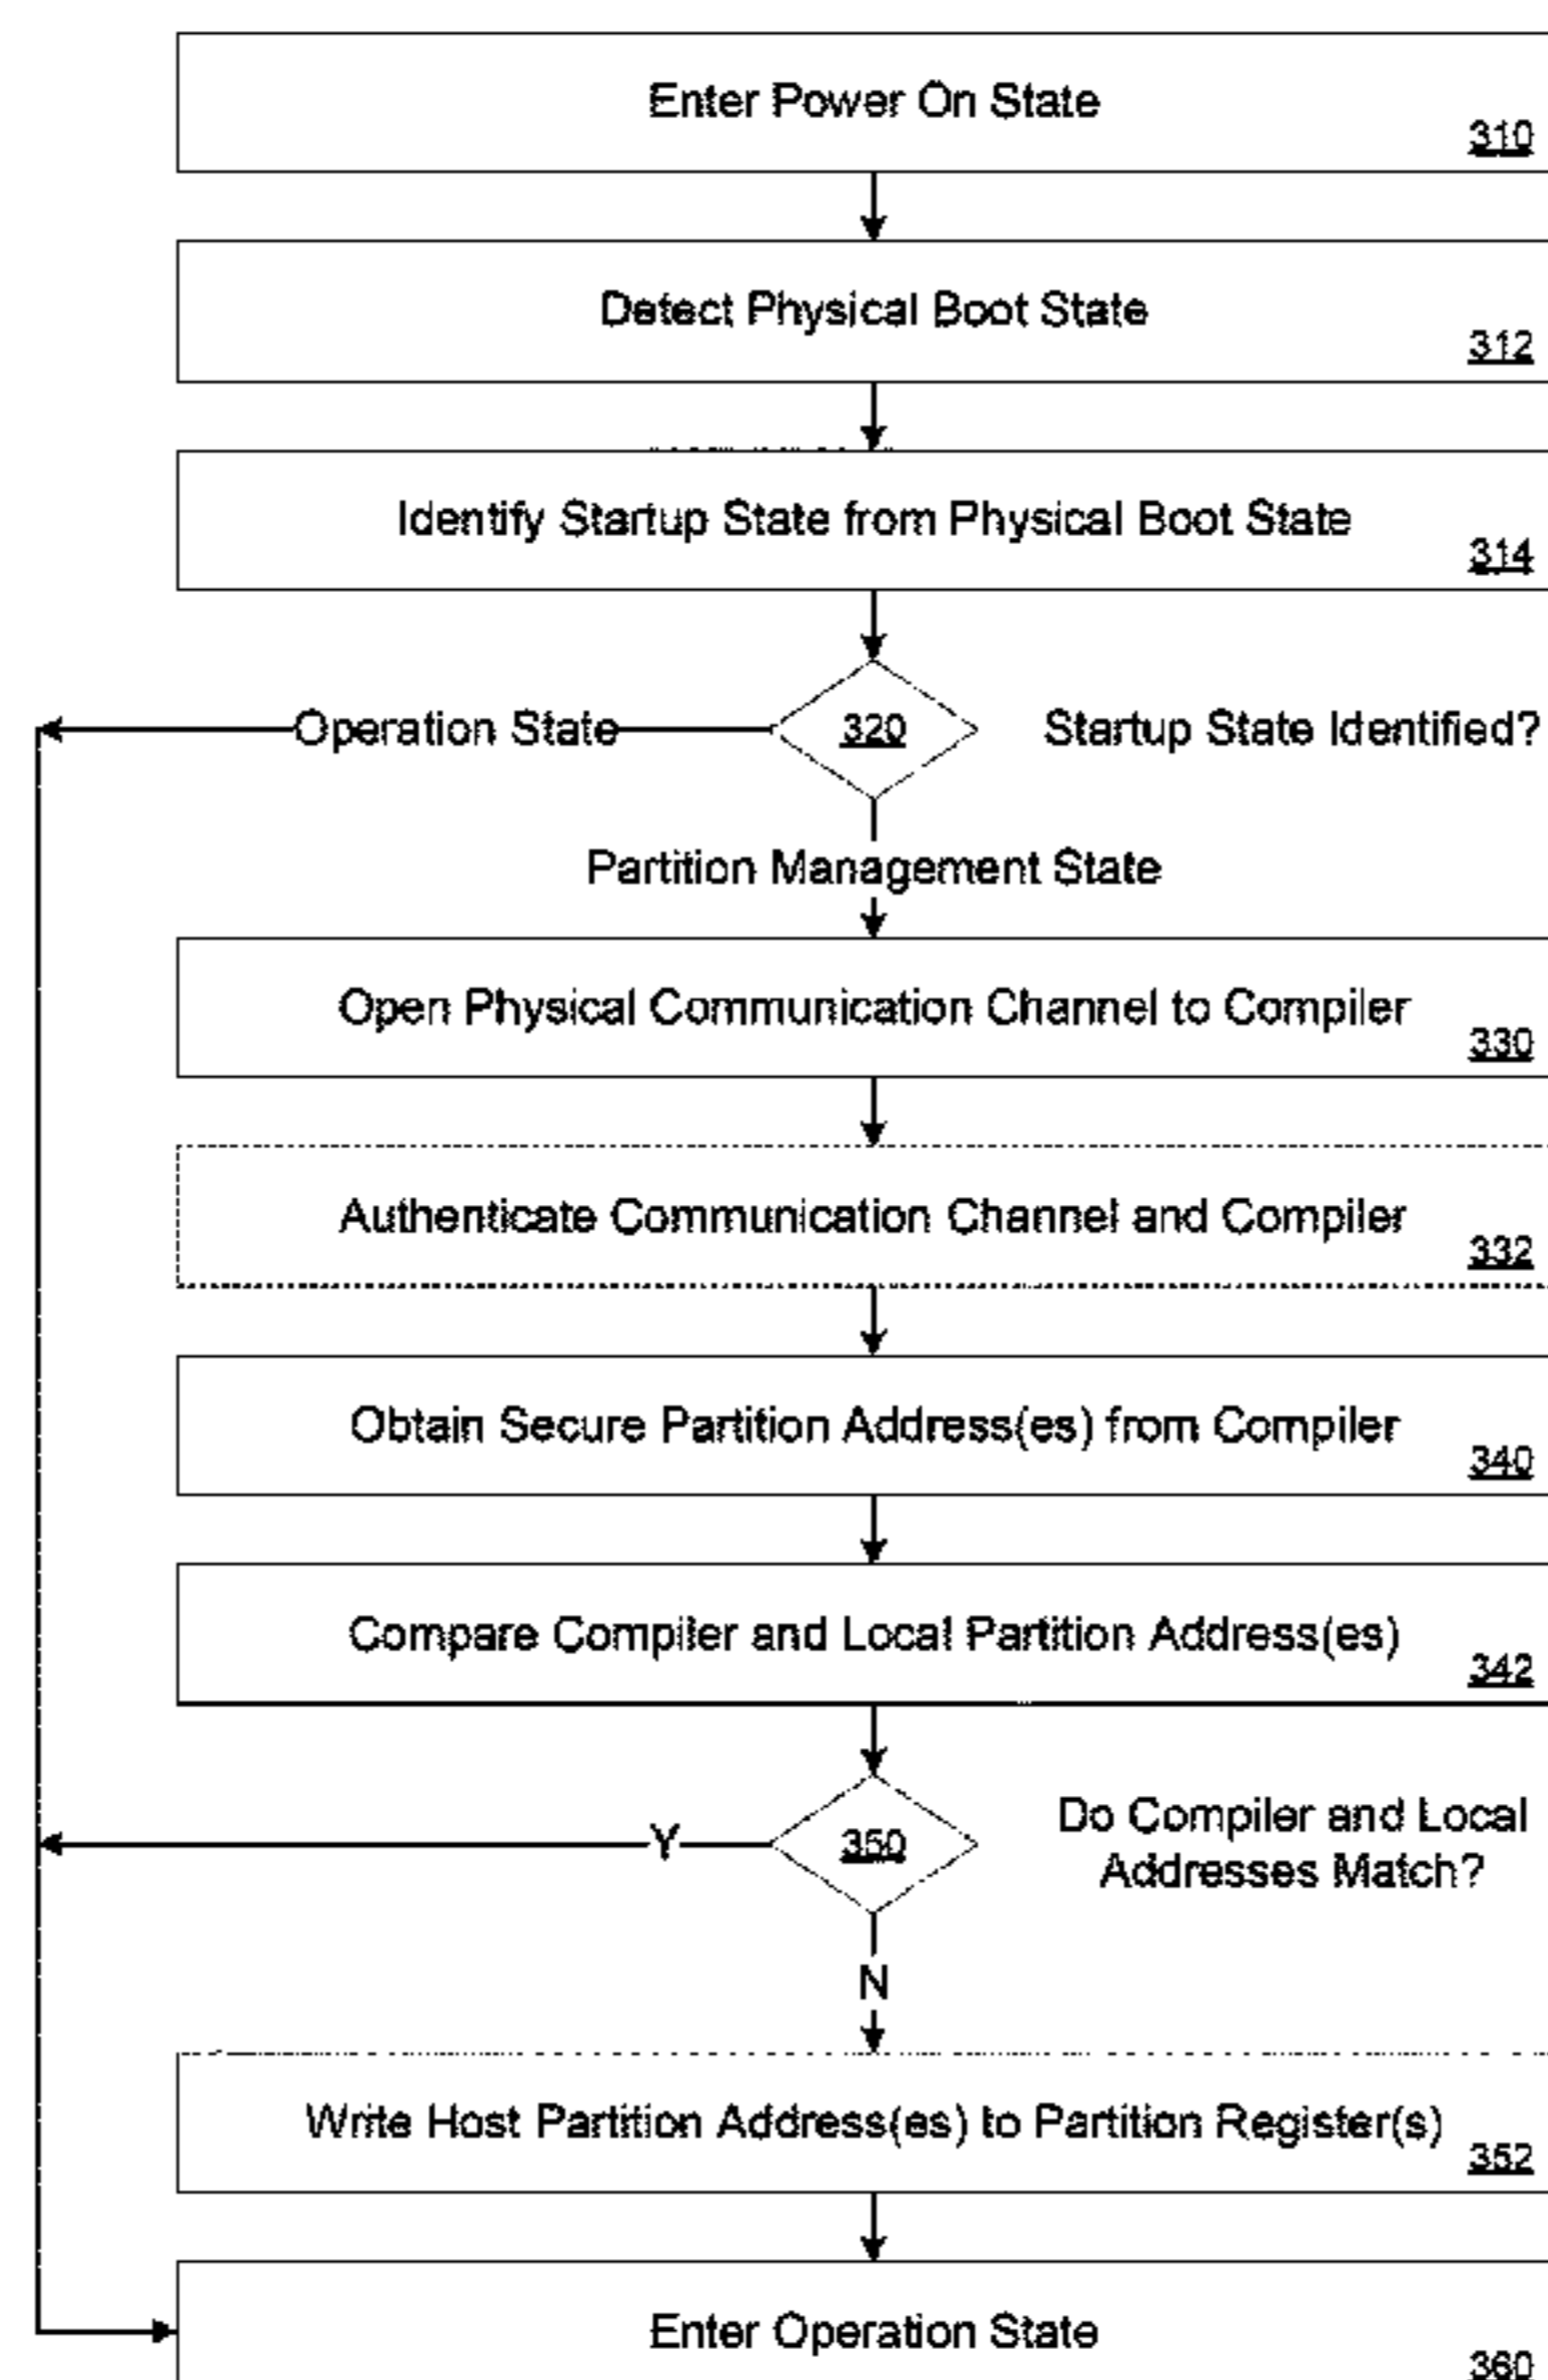 Enter Power On State
310
Detect Physical Boot State
312
Identify Startup State from Physical Boot State
314
Operation State
320
Startup State Identified?
Partition Management State
Open Physical Communication Channel to Compiler
330
Authenticate Communication Channel and Compiler
332
Obtain Secure Partition Address(es) from Compiler
340
Compare Compiler and Local Partition Address(es)
342
Y
350
Do Compiler and Local
Addresses Match?
N
Write Host Partition Address(es) to Partition Register(s)
352
Enter Operation State
360